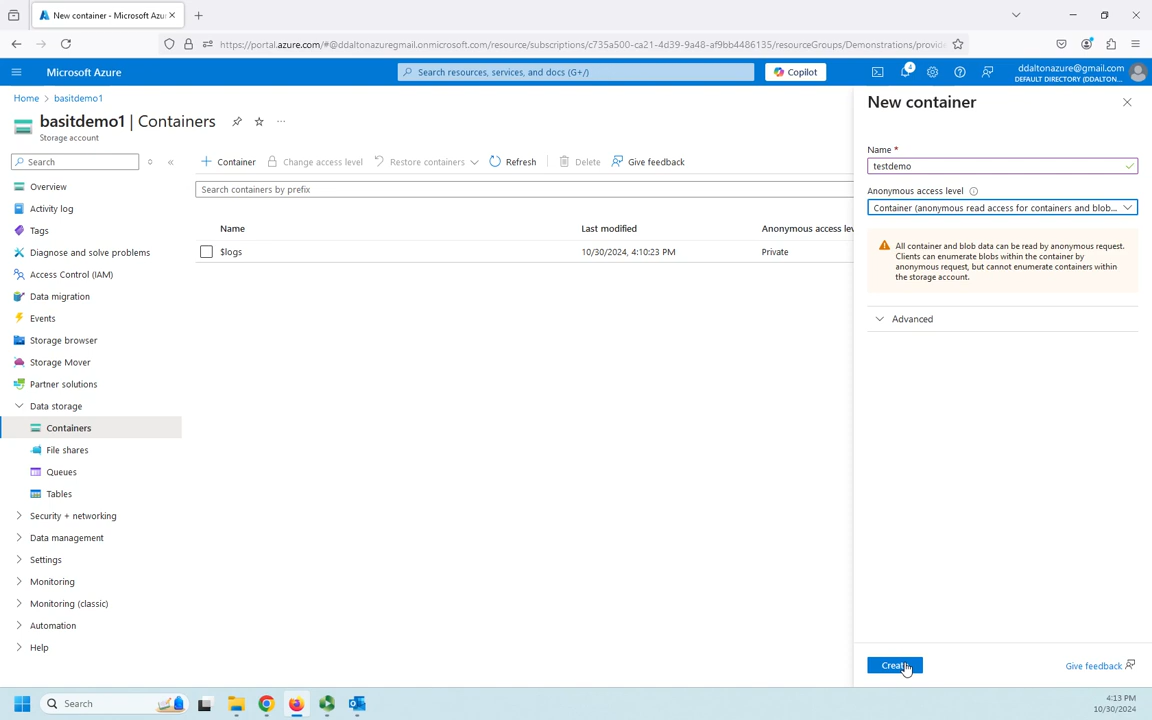 New container - Microsoft Azu
https://portal.azure.com/#@ddaltonazuregmail.onmicrosoft.com/resource/subscriptions/c735a500-ca21-4d39-9a48-af9bb4486135/resourceGroups/Demonstrations/provid
Microsoft Azure
Search resources, services, and docs (G+/)
Copilot
4
ddaltonazure@gmail.com
DEFAULT DIRECTORY (DDALTON...
Home > basitdemo1
basitdemo1 | Containers
...
Storage account
Search
Container
Change access level
Restore containers
Refresh
Delete
Give feedback
Search containers by prefix
Name
Last modified
Anonymous access lev
$logs
10/30/2024, 4:10:23 PM
Private
Overview
Activity log
Tags
Diagnose and solve problems
Access Control (IAM)
Data migration
Events
Storage browser
Storage Mover
Partner solutions
Data storage
Containers
File shares
Queues
Tables
Security + networking
Data management
Settings
Monitoring
Monitoring (classic)
Automation
Help
New container
Name *
testdemo
Anonymous access level
Container (anonymous read access for containers and blob...
All container and blob data can be read by anonymous request.
Clients can enumerate blobs within the container by
anonymous request, but cannot enumerate containers within
the storage account.
Advanced
Create
Give feedback
Search
4:13 PM
10/30/2024